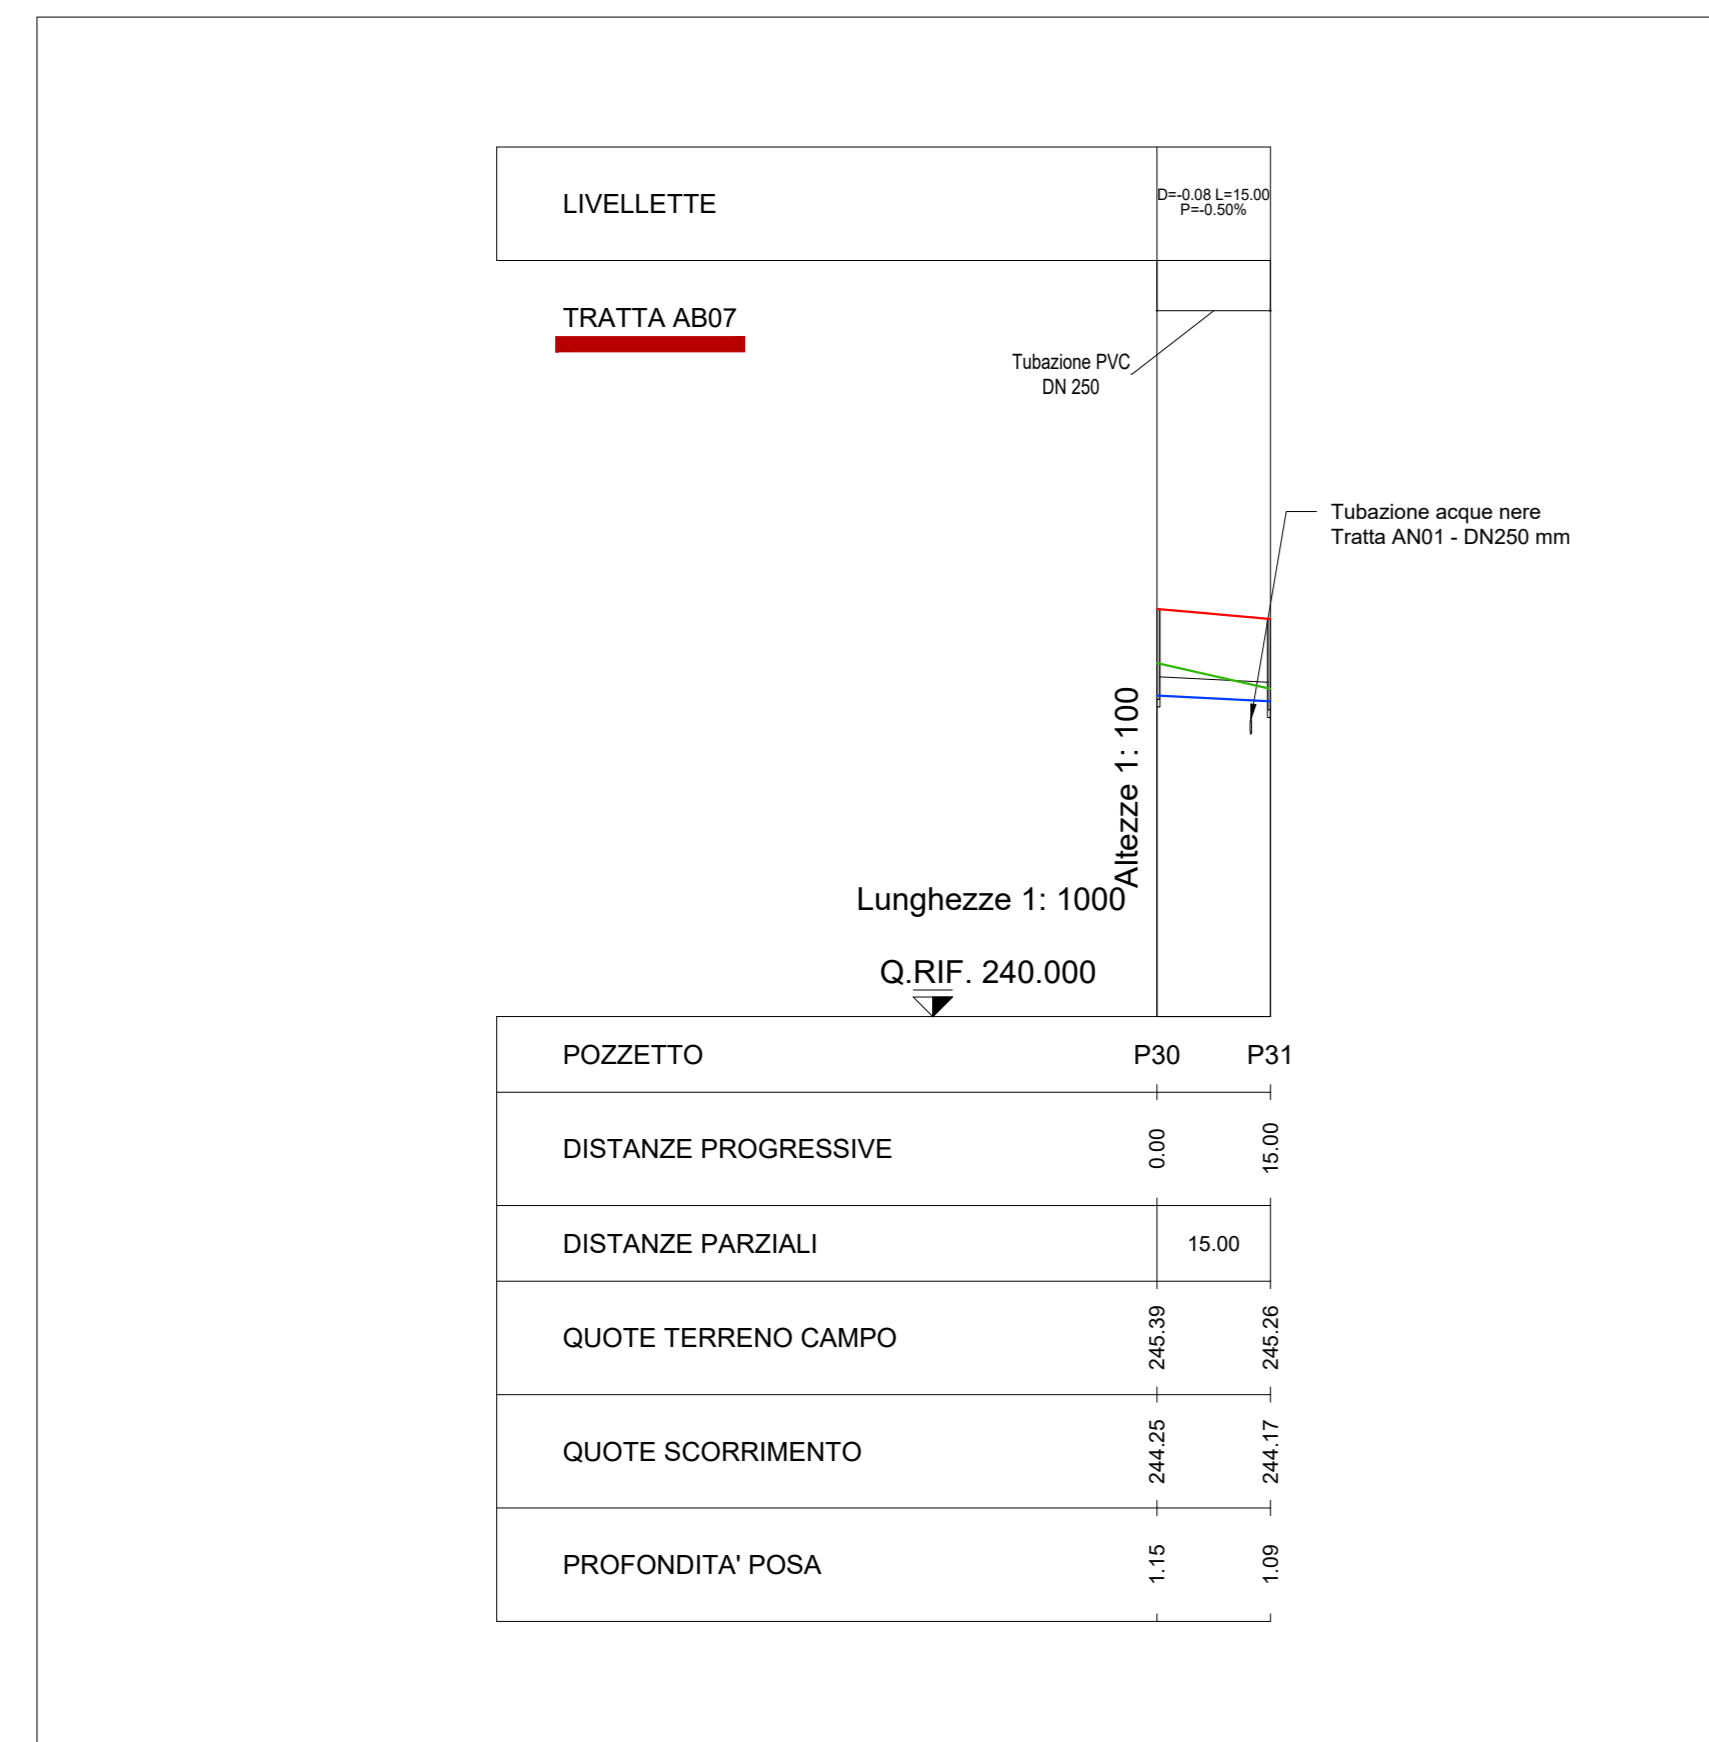 LIVELLETTE
D=-0.08 L=15.00
P=-0.50%
TRATTA AB07
Tubazione PVC
DN 250
Tubazione acque nere
Tratta AN01 - DN250 mm
Altezze 1: 100
Lunghezze 1: 1000
Q.RIF. 240.000
POZZETTO P30 P31
DISTANZE PROGRESSIVE 0.00 15.00
DISTANZE PARZIALI 15.00
QUOTE TERRENO CAMPO 245.39 245.26
QUOTE SCORRIMENTO 244.25 244.17
PROFONDITA' POSA 1.15 1.09